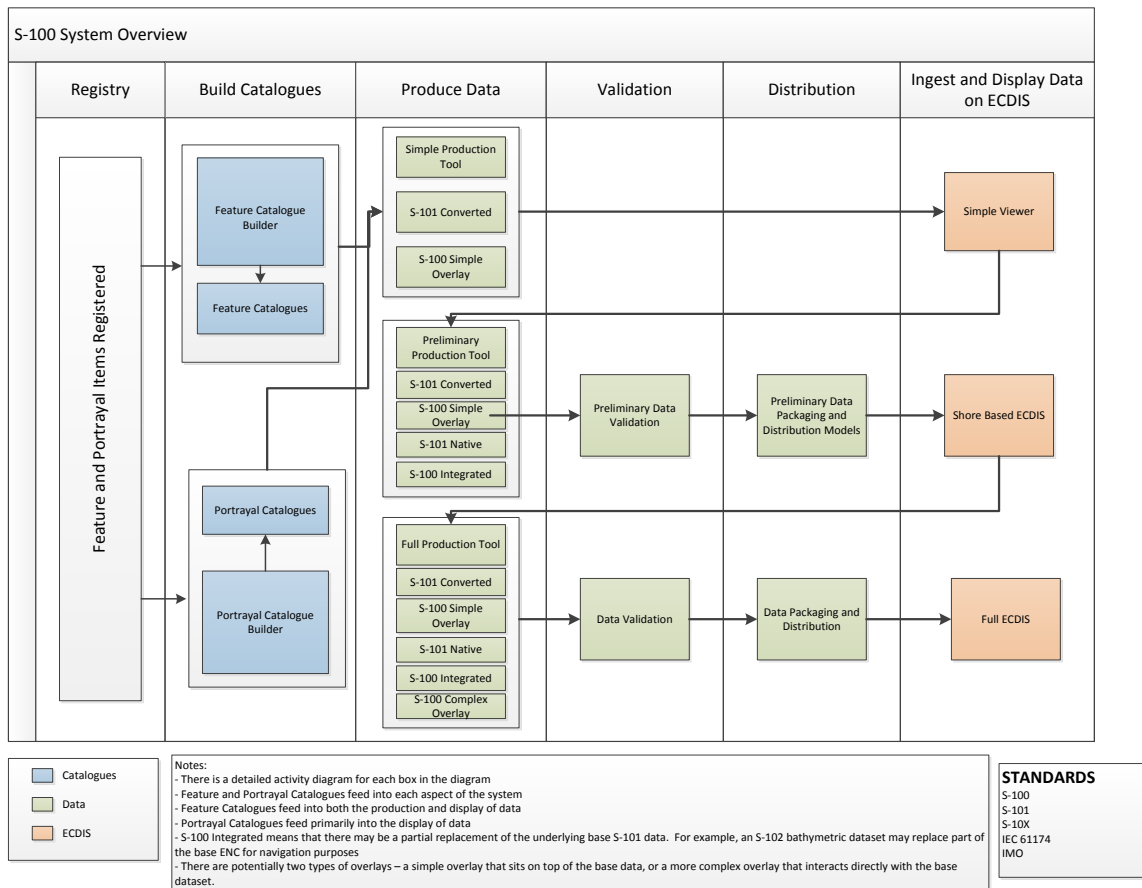 S-100 System Overview
Registry
Build Catalogues
Produce Data
Validation
Distribution
Ingest and Display Data
on ECDIS
Feature and Portrayal Items Registered
Feature Catalogue
Builder
Feature Catalogues
Portrayal Catalogues
Portrayal Catalogue
Builder
Simple Production
Tool
S-101 Converted
S-100 Simple
Overlay
Simple Viewer
Preliminary
Production Tool
S-101 Converted
S-100 Simple
Overlay
S-101 Native
S-100 Integrated
Preliminary Data
Validation
Preliminary Data
Packaging and
Distribution Models
Shore Based ECDIS
Full Production Tool
S-101 Converted
S-100 Simple
Overlay
S-101 Native
S-100 Integrated
S-100 Complex
Overlay
Data Validation
Data Packaging and
Distribution
Full ECDIS
Catalogues
Data
ECDIS
Notes:
- There is a detailed activity diagram for each box in the diagram
- Feature and Portrayal Catalogues feed into each aspect of the system
- Feature Catalogues feed into both the production and display of data
- Portrayal Catalogues feed primarily into the display of data
- S-100 Integrated means that there may be a partial replacement of the underlying base S-101 data.  For example, an S-102 bathymetric dataset may replace part of
the base ENC for navigation purposes
- There are potentially two types of overlays – a simple overlay that sits on top of the base data, or a more complex overlay that interacts directly with the base
dataset.
STANDARDS
S-100
S-101
S-10X
IEC 61174
IMO